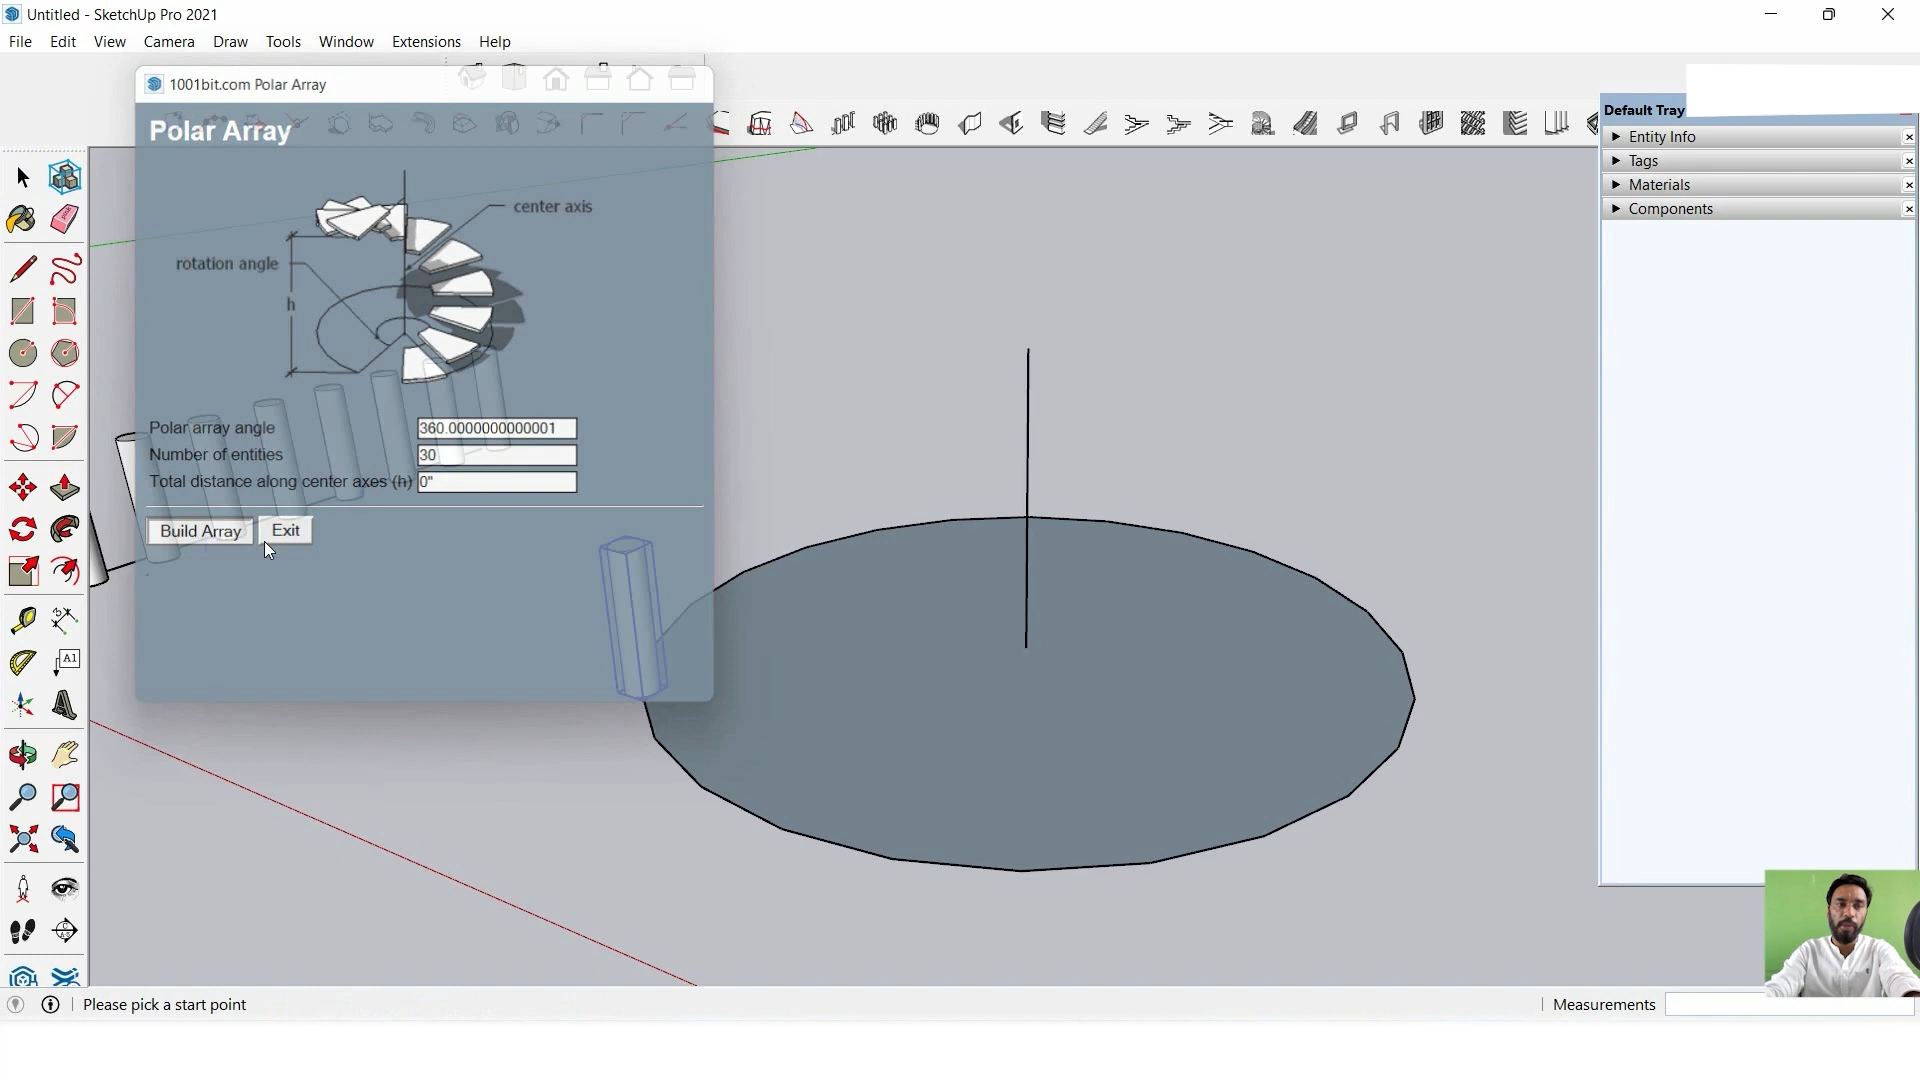 Untitled - SketchUp Pro 2021
File Edit View Camera Draw Tools Window Extensions Help
1001bit.com Polar Array
Polar Array
center axis
rotation angle
h
Polar array angle 360.0000000000001
Number of entities 30
Total distance along center axes (h) 0"
Build Array Exit
Default Tray
Entity Info
Tags
Materials
Components
A1
Please pick a start point
Measurements